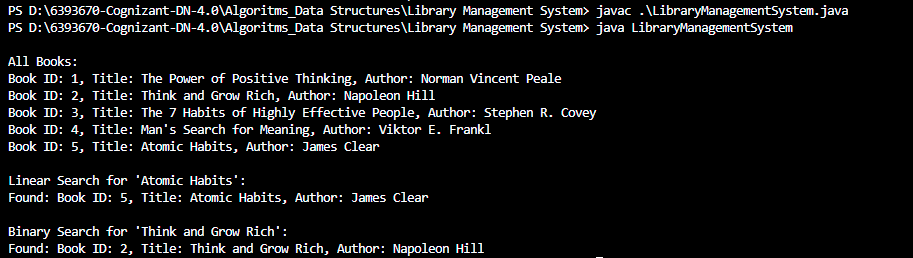 PS D:\6393670-Cognizant-DN-4.0\Algoritms_Data Structures\Library Management System> javac .\LibraryManagementSystem.java
PS D:\6393670-Cognizant-DN-4.0\Algoritms_Data Structures\Library Management System> java LibraryManagementSystem
All Books:
Book ID: 1, Title: The Power of Positive Thinking, Author: Norman Vincent Peale
Book ID: 2, Title: Think and Grow Rich, Author: Napoleon Hill
Book ID: 3, Title: The 7 Habits of Highly Effective People, Author: Stephen R. Covey
Book ID: 4, Title: Man's Search for Meaning, Author: Viktor E. Frankl
Book ID: 5, Title: Atomic Habits, Author: James Clear
Linear Search for 'Atomic Habits':
Found: Book ID: 5, Title: Atomic Habits, Author: James Clear
Binary Search for 'Think and Grow Rich':
Found: Book ID: 2, Title: Think and Grow Rich, Author: Napoleon Hill